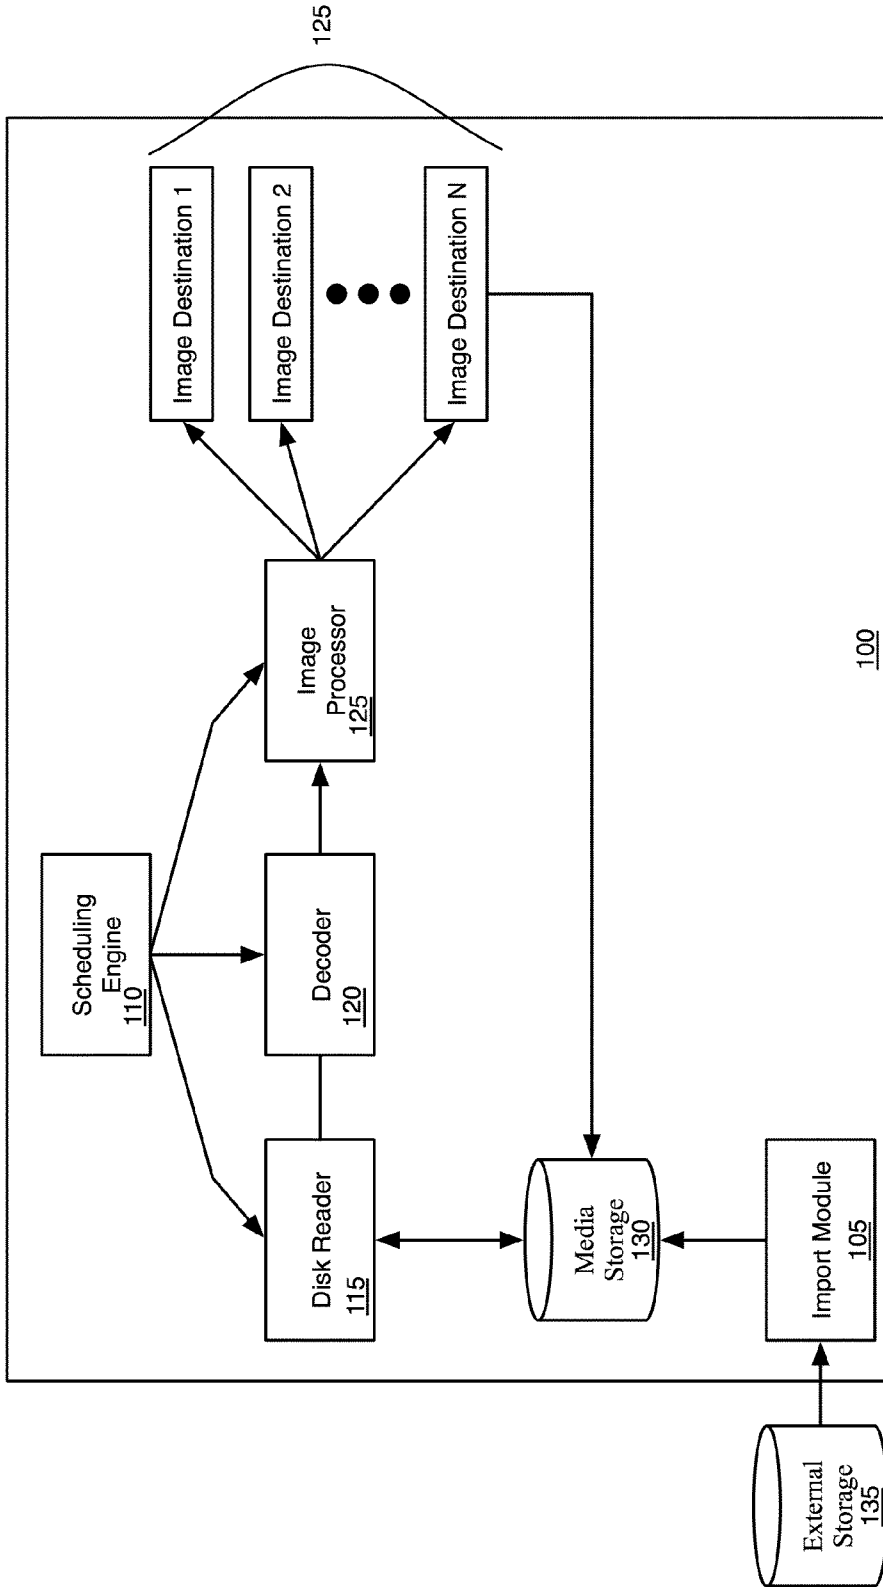 Scheduling
Engine
110
Disk Reader
115
Decoder
120
Image
Processor
125
Image Destination 1
Image Destination 2
Image Destination N
125
Media
Storage
130
External
Storage
135
Import Module
105
100